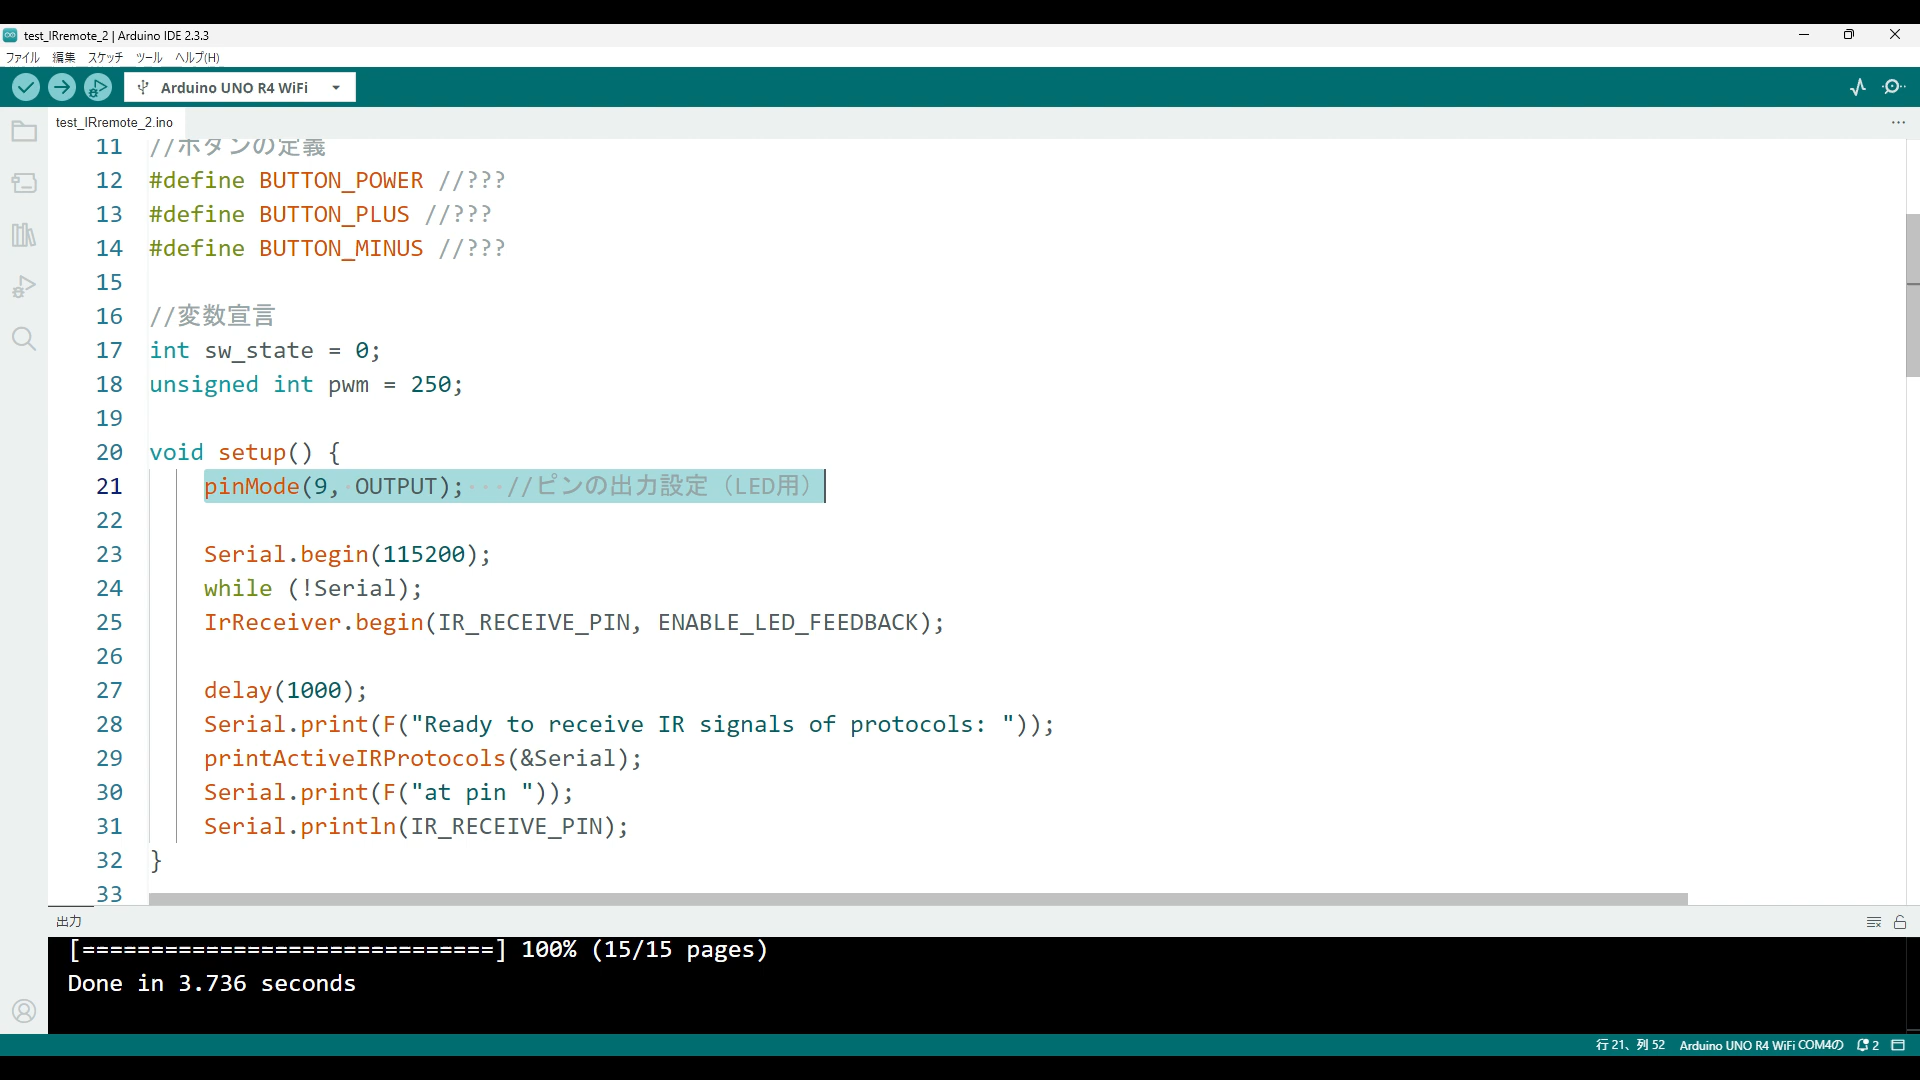 test_IRremote_2 | Arduino IDE 2.3.3
ファイル 編集 スケッチ ツール ヘルプ(H)
Arduino UNO R4 WiFi
test_IRremote_2.ino
11 //ボタンの定義
12 #define BUTTON_POWER //???
13 #define BUTTON_PLUS //???
14 #define BUTTON_MINUS //???
15
16 //変数宣言
17 int sw_state = 0;
18 unsigned int pwm = 250;
19
20 void setup() {
21 pinMode(9, OUTPUT); //ピンの出力設定（LED用）
22
23 Serial.begin(115200);
24 while (!Serial);
25 IrReceiver.begin(IR_RECEIVE_PIN, ENABLE_LED_FEEDBACK);
26
27 delay(1000);
28 Serial.print(F("Ready to receive IR signals of protocols: "));
29 printActiveIRProtocols(&Serial);
30 Serial.print(F("at pin "));
31 Serial.println(IR_RECEIVE_PIN);
32 }
33
出力
[==============================] 100% (15/15 pages)
Done in 3.736 seconds
行 21、列 52 Arduino UNO R4 WiFi COM4の 2